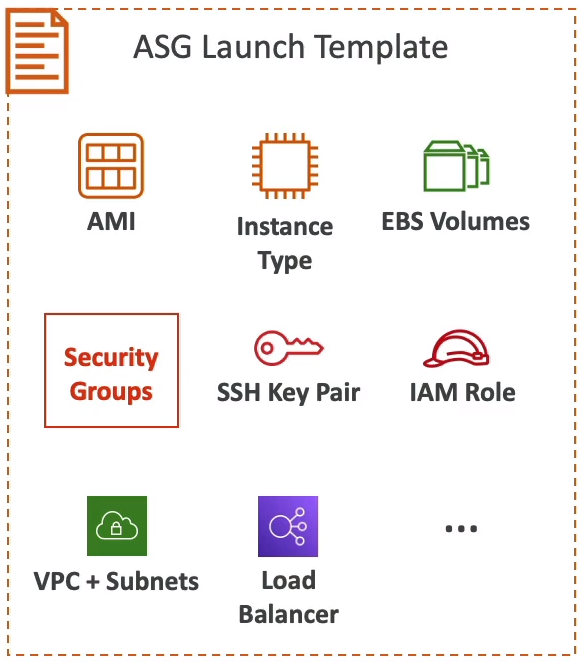 ASG Launch Template
AMI
Instance
Type
EBS Volumes
Security
Groups
SSH Key Pair
IAM Role
VPC + Subnets
Load
Balancer
...